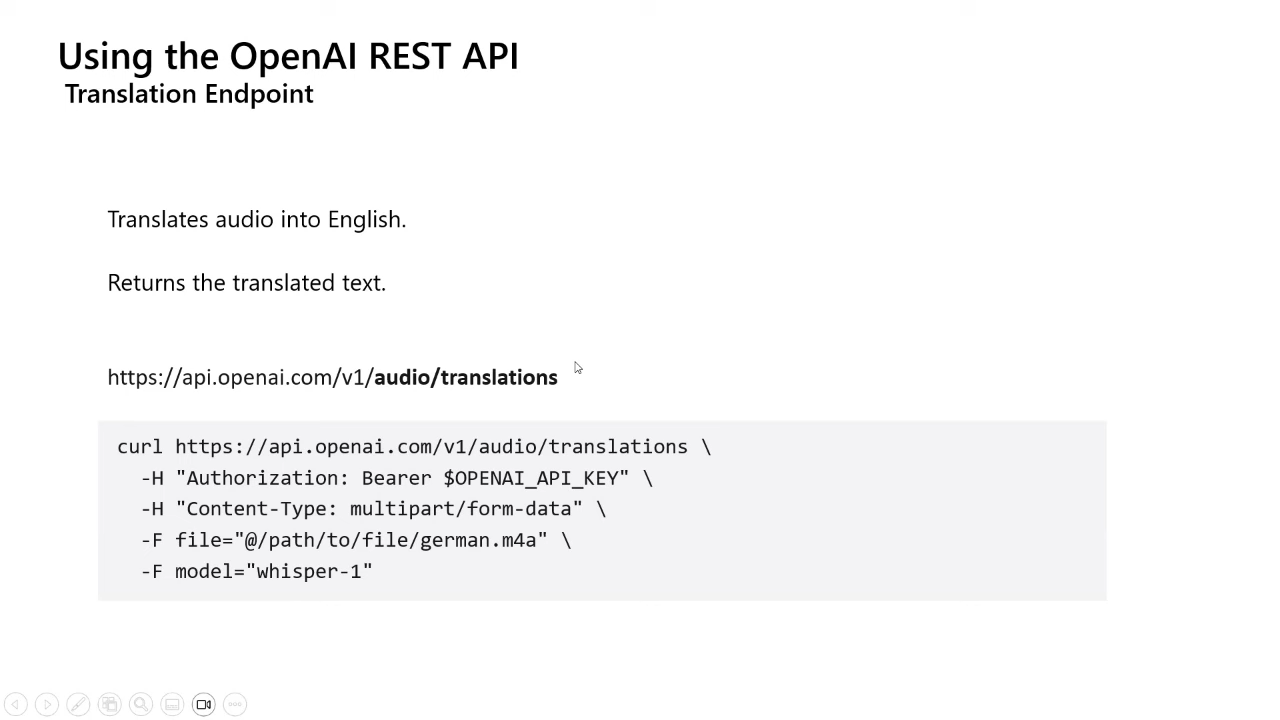 Using the OpenAI REST API
Translation Endpoint
Translates audio into English.
Returns the translated text.
https://api.openai.com/v1/audio/translations
curl https://api.openai.com/v1/audio/translations \
  -H "Authorization: Bearer $OPENAI_API_KEY" \
  -H "Content-Type: multipart/form-data" \
  -F file="@/path/to/file/german.m4a" \
  -F model="whisper-1"